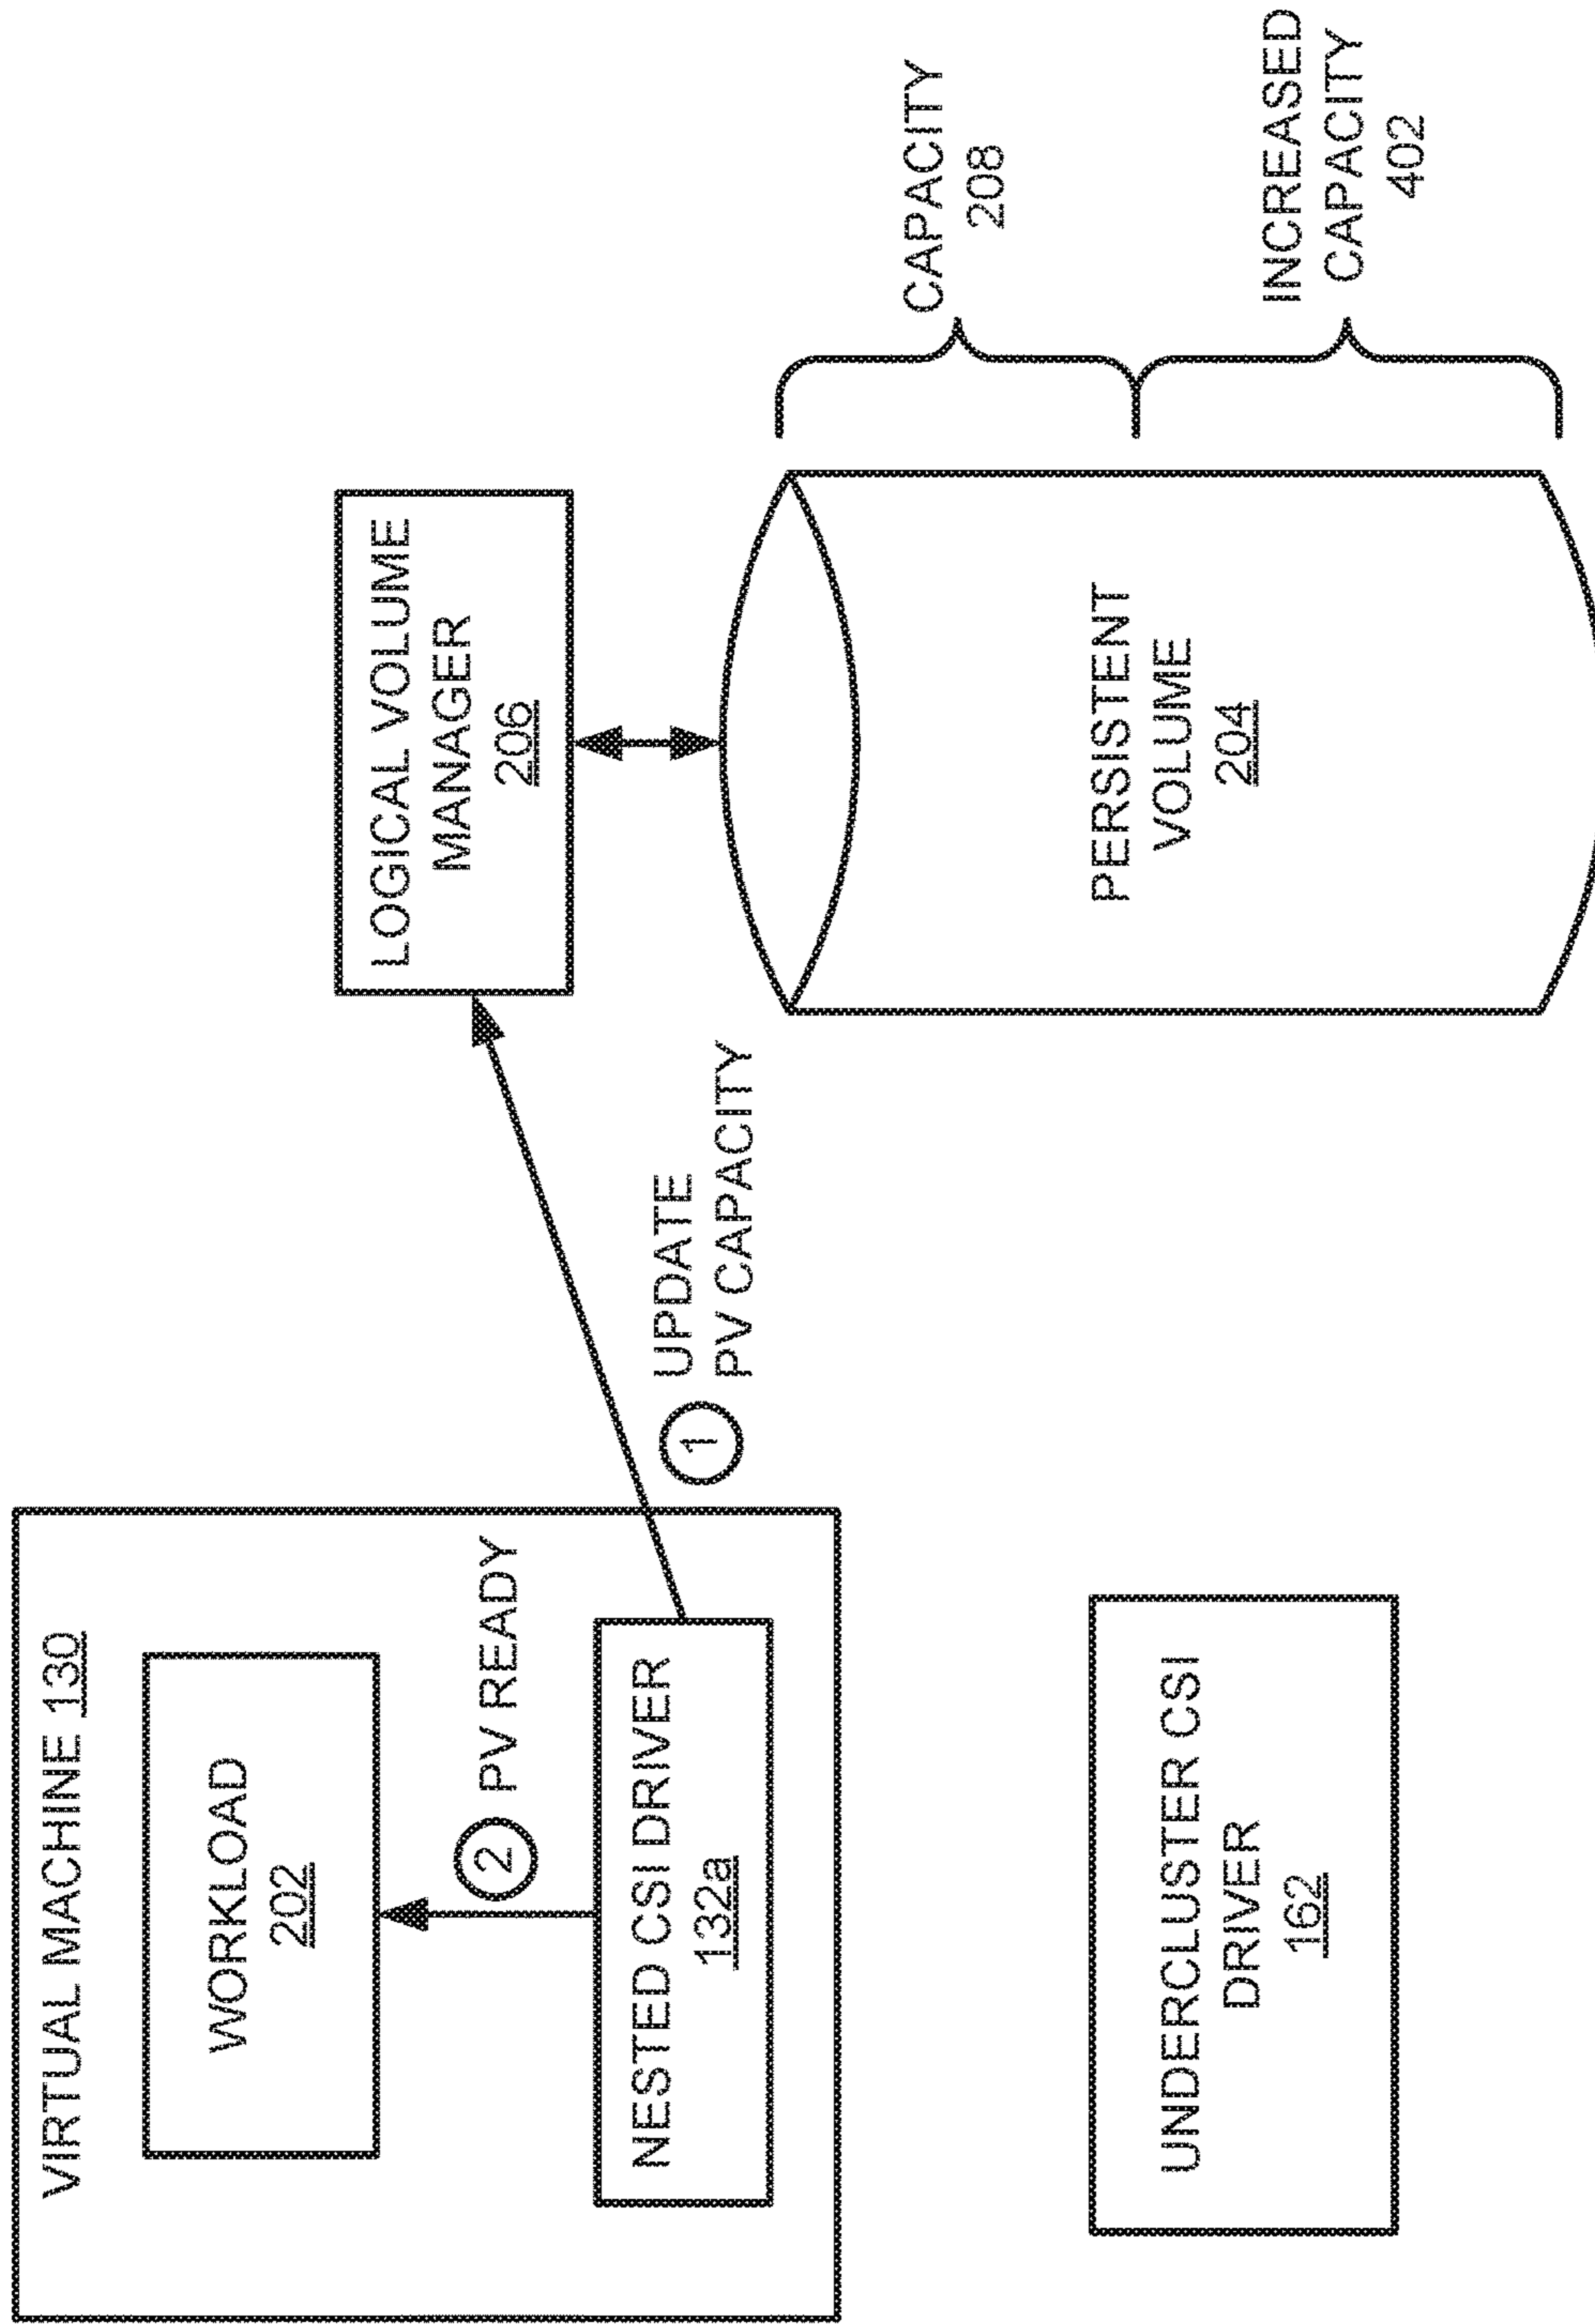 VIRTUAL MACHINE 130
WORKLOAD
202
2 PV READY
NESTED CSI DRIVER
132a
1 UPDATE
PV CAPACITY
LOGICAL VOLUME
MANAGER
206
UNDERCLUSTER CSI
DRIVER
162
PERSISTENT
VOLUME
204
CAPACITY
208
INCREASED
CAPACITY
402